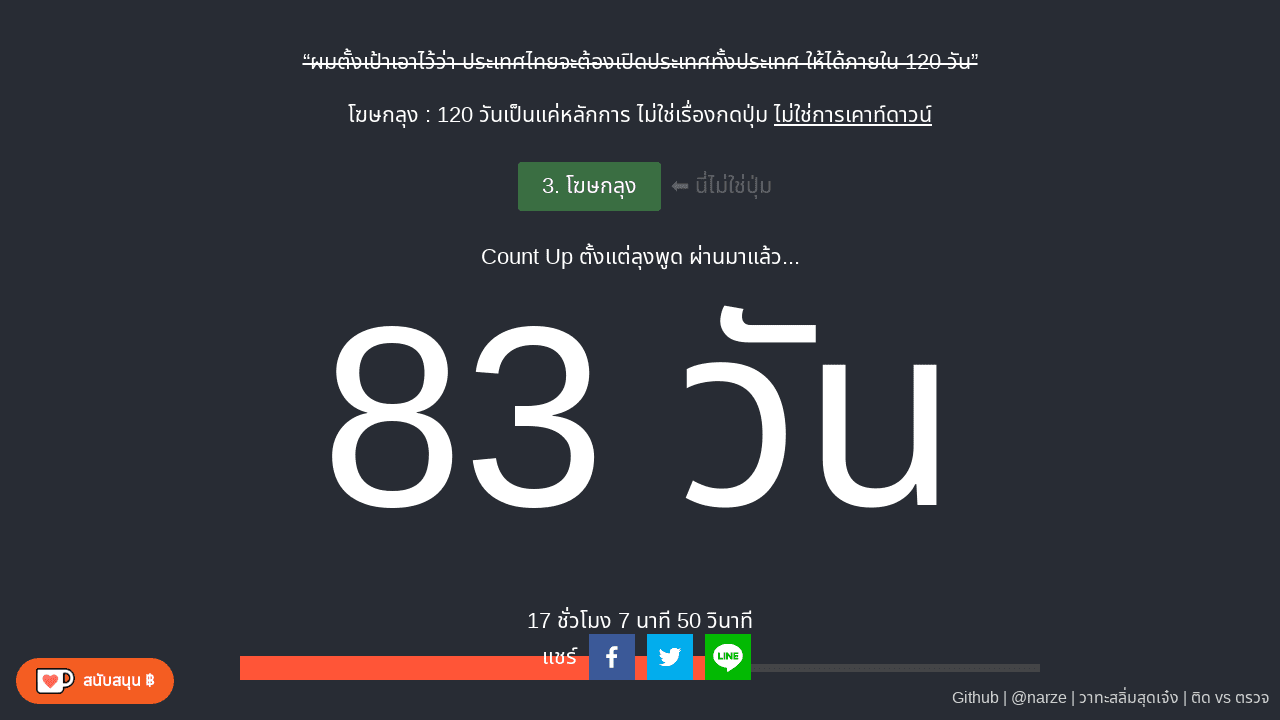 “ผมตั้งเป้าเอาไว้ว่า ประเทศไทยจะต้องเปิดประเทศทั้งประเทศ ให้ได้ภายใน 120 วัน”
โฆษกลุง : 120 วันเป็นแค่หลักการ ไม่ใช่เรื่องกดปุ่ม ไม่ใช่การเคาท์ดาวน์
3. โฆษกลุง ⬅ นี่ไม่ใช่ปุ่ม
Count Up ตั้งแต่ลุงพูด ผ่านมาแล้ว...
83 วัน
17 ชั่วโมง 7 นาที 50 วินาที
แชร์ LINE
สนับสนุน ฿
Github | @narze | วาทะสลิ่มสุดเจ๋ง | ติด vs ตรวจ